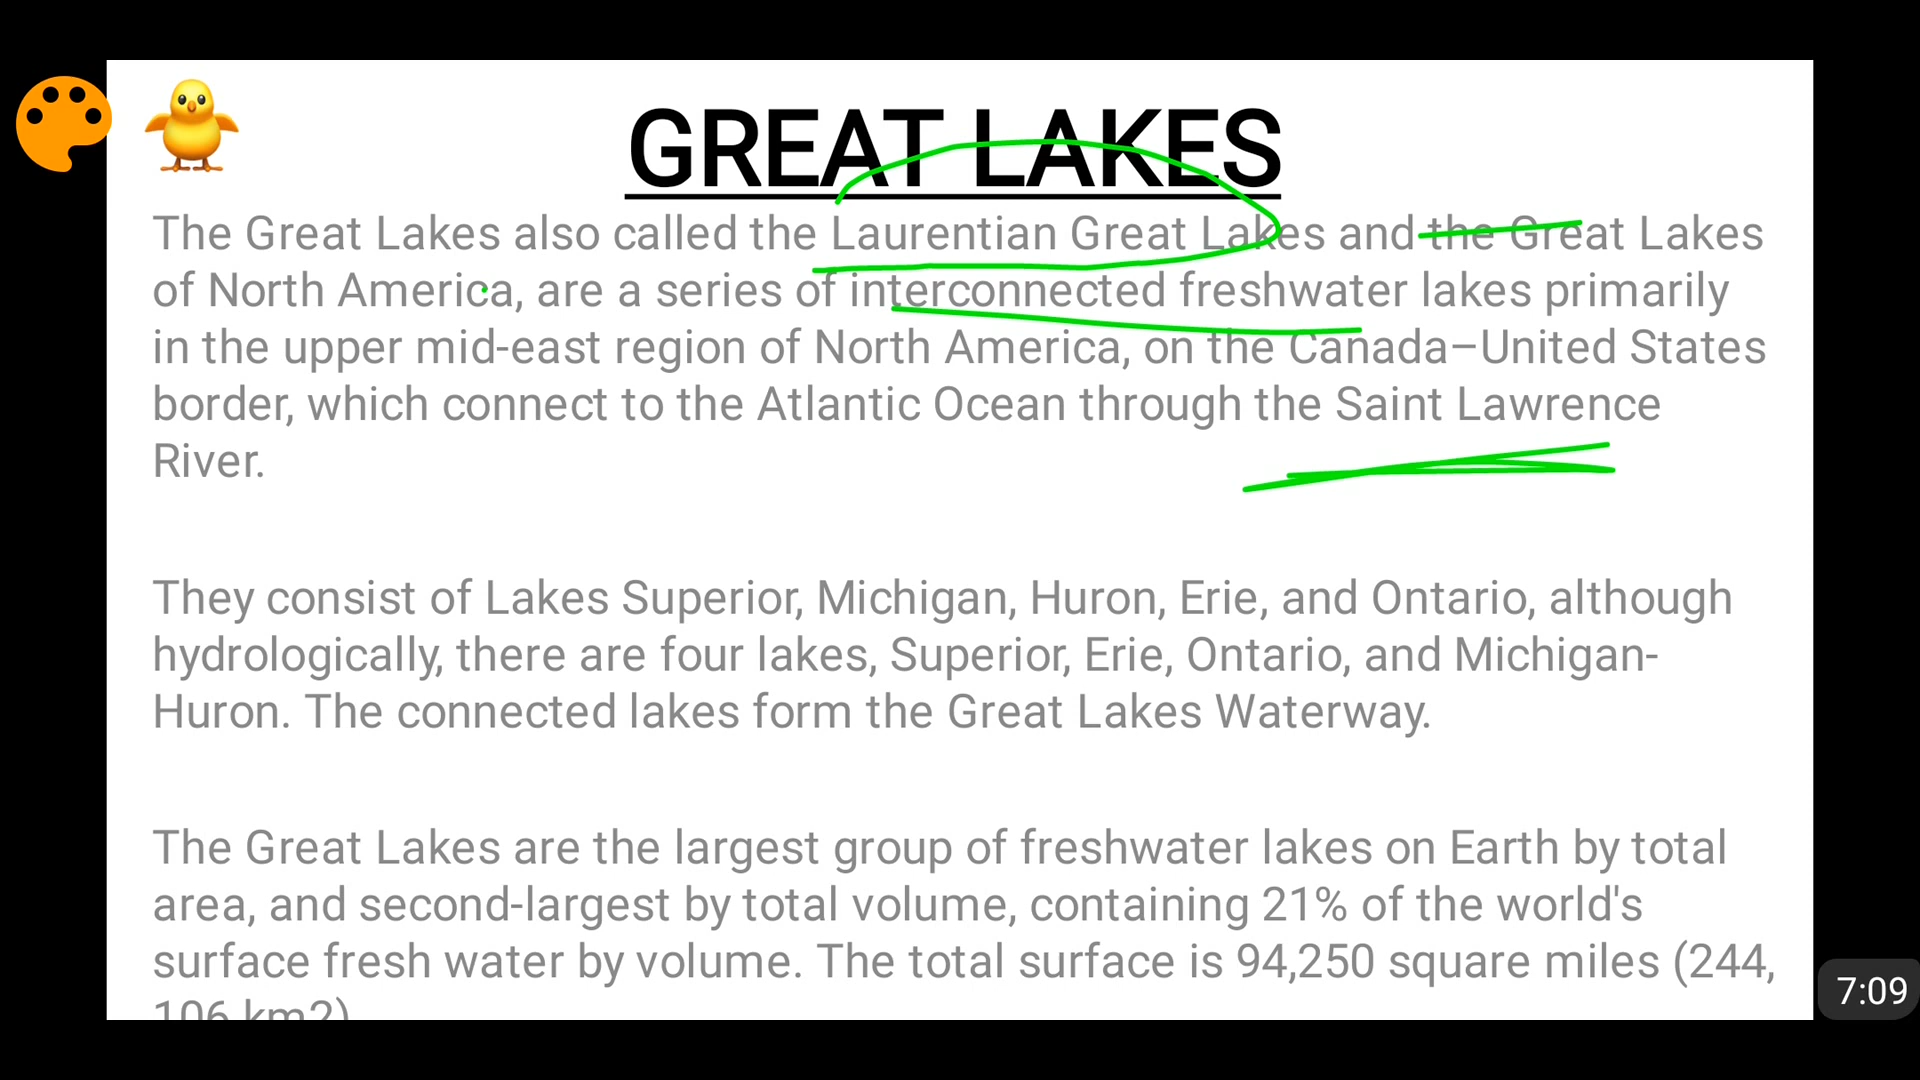 GREAT LAKES
The Great Lakes also called the Laurentian Great Lakes and the Great Lakes
of North America, are a series of interconnected freshwater lakes primarily
in the upper mid-east region of North America, on the Canada–United States
border, which connect to the Atlantic Ocean through the Saint Lawrence
River.
They consist of Lakes Superior, Michigan, Huron, Erie, and Ontario, although
hydrologically, there are four lakes, Superior, Erie, Ontario, and Michigan-
Huron. The connected lakes form the Great Lakes Waterway.
The Great Lakes are the largest group of freshwater lakes on Earth by total
area, and second-largest by total volume, containing 21% of the world's
surface fresh water by volume. The total surface is 94,250 square miles (244,
106 km2)
7:09